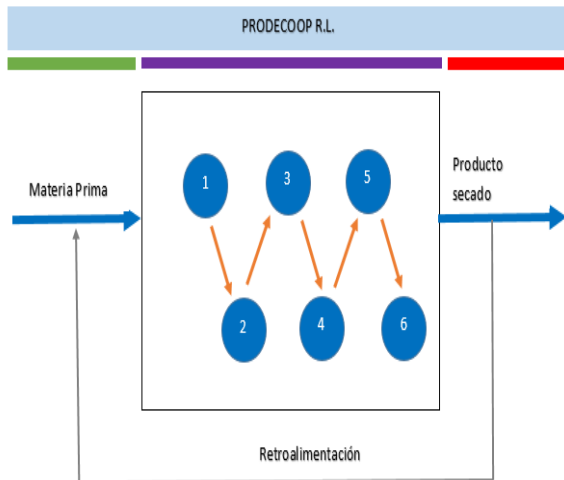 PRODECOOP R.L.
Materia Prima
1
3
5
2
4
6
Producto
secado
Retroalimentación